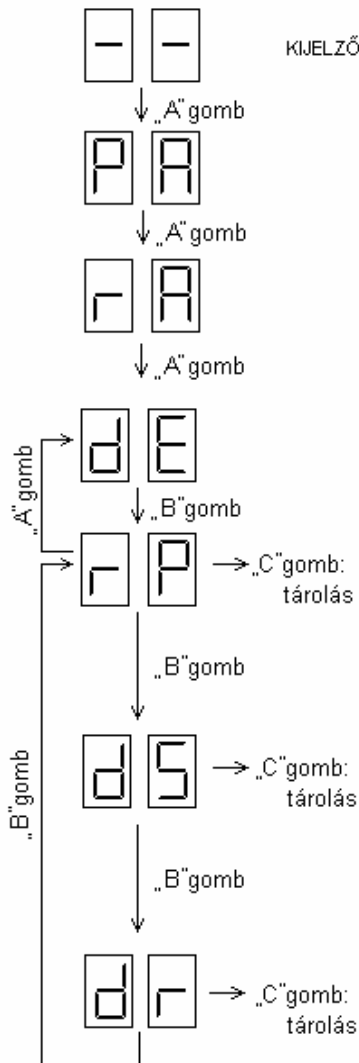 – –
KIJELZŐ
„A”gomb
P A
„A”gomb
r A
„A”gomb
d E
„A”gomb
„B”gomb
r P
„C”gomb:
tárolás
„B”gomb
d S
„C”gomb:
tárolás
„B”gomb
„B”gomb
d r
„C”gomb:
tárolás